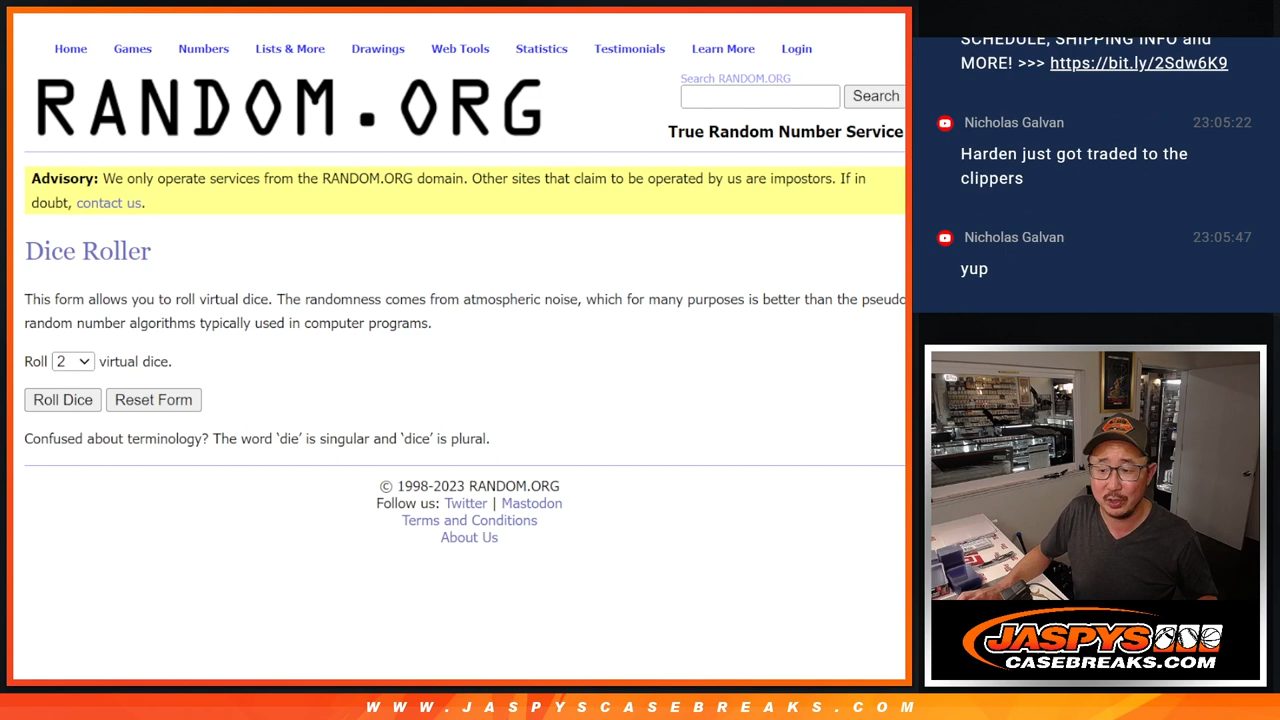 Home Games Numbers Lists & More Drawings Web Tools Statistics Testimonials Learn More Login
RANDOM.ORG
Search RANDOM.ORG
Search
True Random Number Service
Advisory: We only operate services from the RANDOM.ORG domain. Other sites that claim to be operated by us are impostors. If in
doubt, contact us.
Dice Roller
This form allows you to roll virtual dice. The randomness comes from atmospheric noise, which for many purposes is better than the pseudo
random number algorithms typically used in computer programs.
Roll 2 virtual dice.
Roll Dice Reset Form
Confused about terminology? The word ‘die’ is singular and ‘dice’ is plural.
© 1998-2023 RANDOM.ORG
Follow us: Twitter | Mastodon
Terms and Conditions
About Us
SCHEDULE, SHIPPING INFO and
MORE! >>> https://bit.ly/2Sdw6K9
Nicholas Galvan 23:05:22
Harden just got traded to the
clippers
Nicholas Galvan 23:05:47
yup
JASPYS
CASEBREAKS.COM
WWW.JASPYSCASEBREAKS.COM